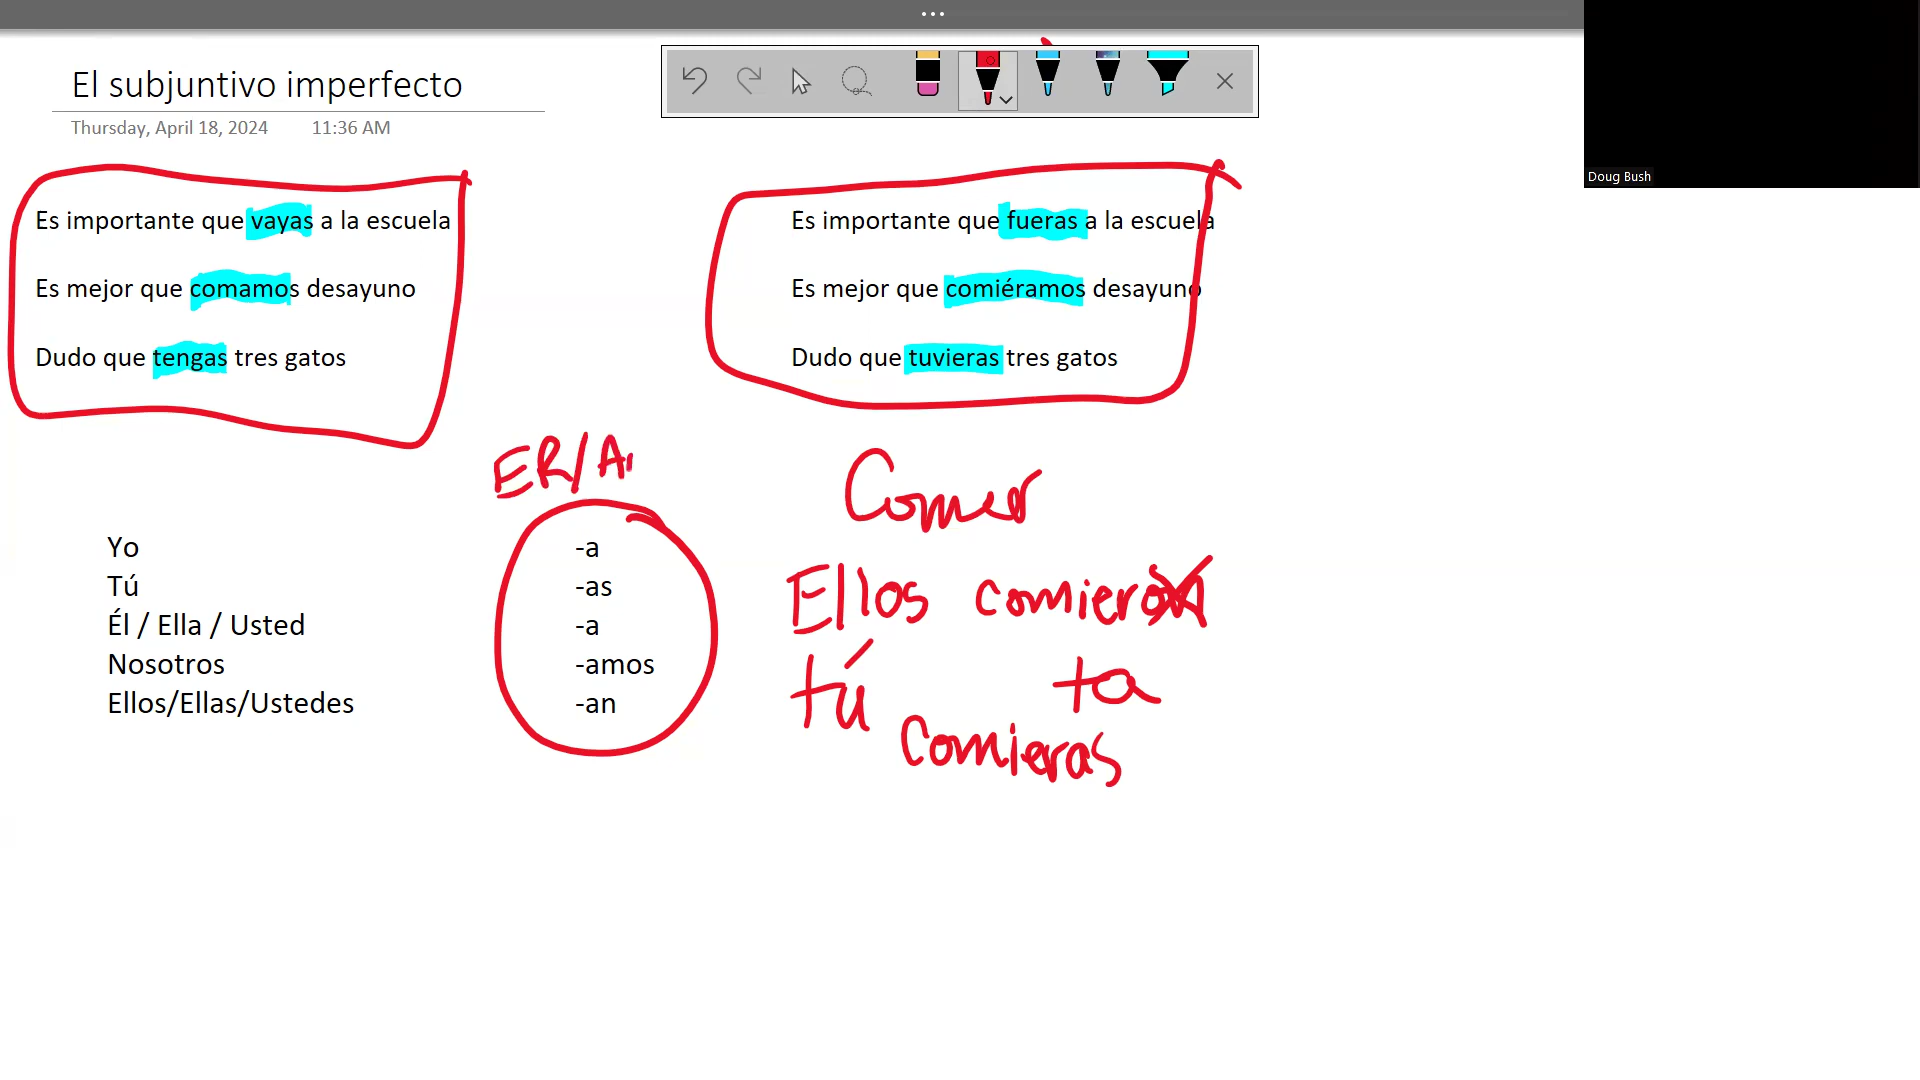 El subjuntivo imperfecto
Thursday, April 18, 2024 11:36 AM
Doug Bush
Es importante que vayas a la escuela
Es mejor que comamos desayuno
Dudo que tengas tres gatos
Es importante que fueras a la escuela
Es mejor que comiéramos desayuno
Dudo que tuvieras tres gatos
ER/A
Yo -a
Tú -as
Él / Ella / Usted -a
Nosotros -amos
Ellos/Ellas/Ustedes -an
Comer
Ellos comieron
tú +a
Comieras